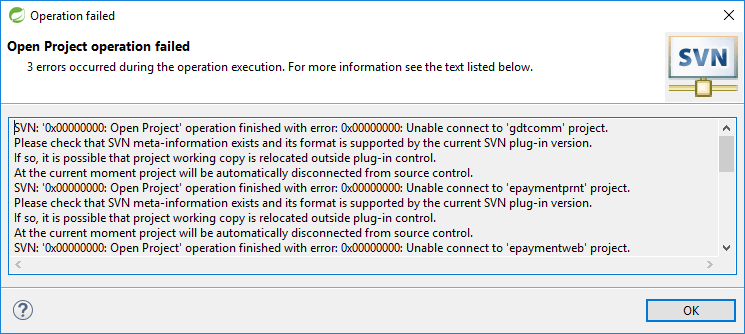 Operation failed
Open Project operation failed
3 errors occurred during the operation execution. For more information see the text listed below.
SVN
SVN: '0x00000000: Open Project' operation finished with error: 0x00000000: Unable connect to 'gdtcomm' project.
Please check that SVN meta-information exists and its format is supported by the current SVN plug-in version.
If so, it is possible that project working copy is relocated outside plug-in control.
At the current moment project will be automatically disconnected from source control.
SVN: '0x00000000: Open Project' operation finished with error: 0x00000000: Unable connect to 'epaymentprnt' project.
Please check that SVN meta-information exists and its format is supported by the current SVN plug-in version.
If so, it is possible that project working copy is relocated outside plug-in control.
At the current moment project will be automatically disconnected from source control.
SVN: '0x00000000: Open Project' operation finished with error: 0x00000000: Unable connect to 'epaymentweb' project.
?
OK